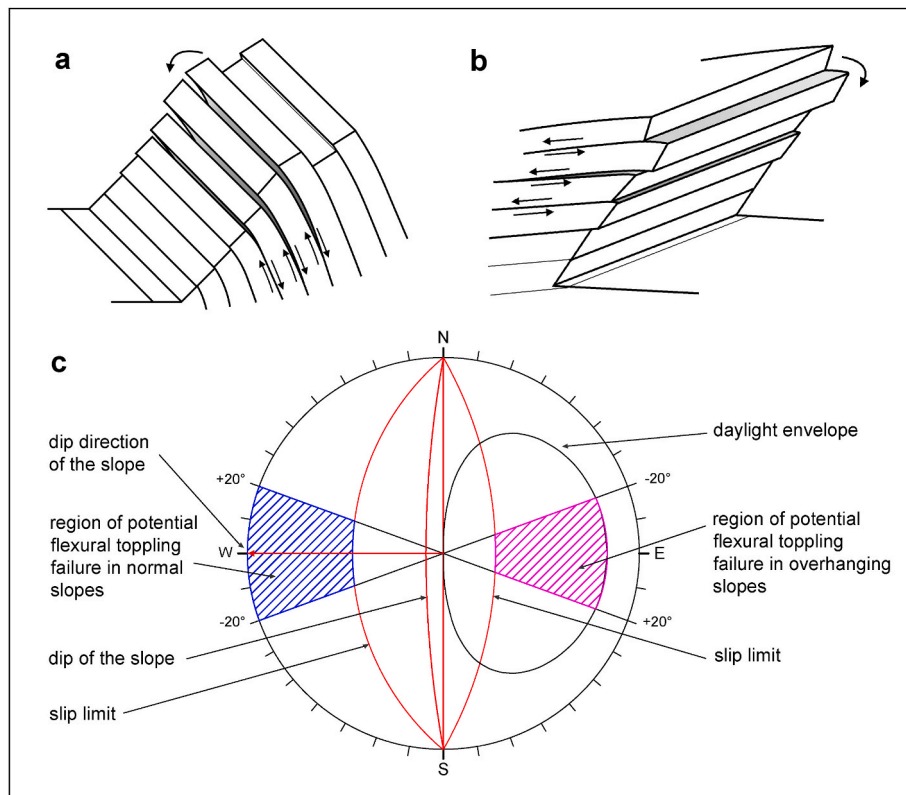 a
b
c
N
dip direction
of the slope
daylight envelope
+20°
-20°
region of potential
flexural toppling
failure in normal
slopes
W
E
region of potential
flexural toppling
failure in overhanging
slopes
-20°
+20°
dip of the slope
slip limit
slip limit
S